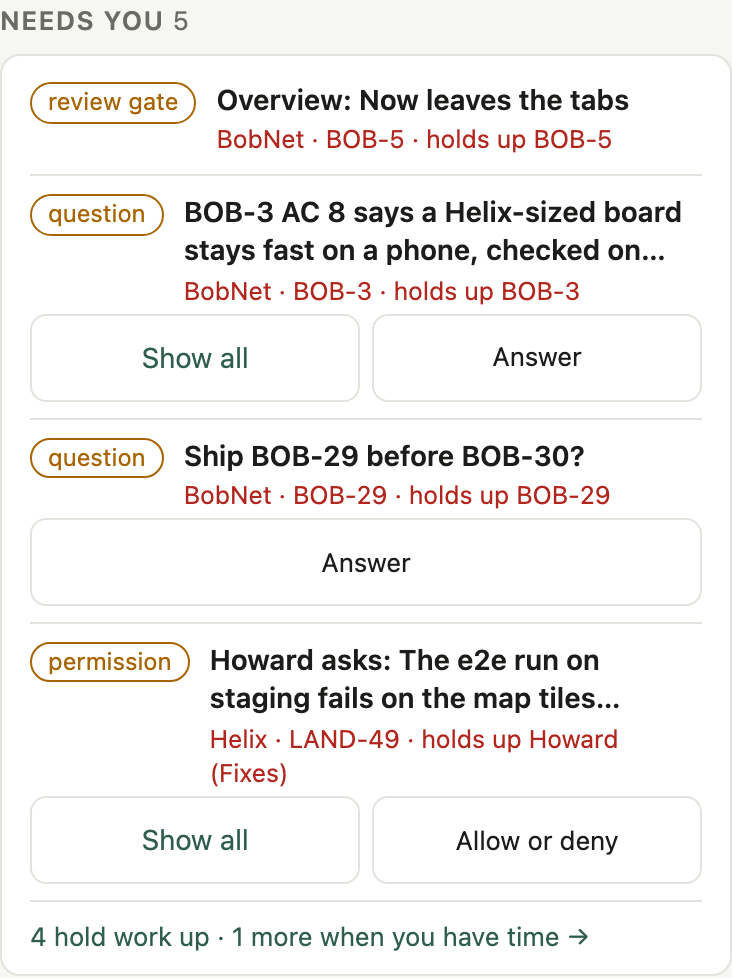 NEEDS YOU 5
review gate
Overview: Now leaves the tabs
BobNet · BOB-5 · holds up BOB-5
question
BOB-3 AC 8 says a Helix-sized board
stays fast on a phone, checked on...
BobNet · BOB-3 · holds up BOB-3
Show all
Answer
question
Ship BOB-29 before BOB-30?
BobNet · BOB-29 · holds up BOB-29
Answer
permission
Howard asks: The e2e run on
staging fails on the map tiles...
Helix · LAND-49 · holds up Howard
(Fixes)
Show all
Allow or deny
4 hold work up · 1 more when you have time →